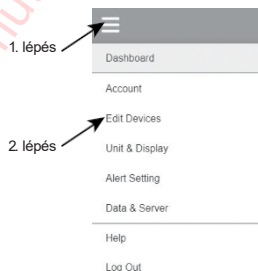 1. lépés
Dashboard
Account
2. lépés
Edit Devices
Unit & Display
Alert Setting
Data & Server
Help
Log Out